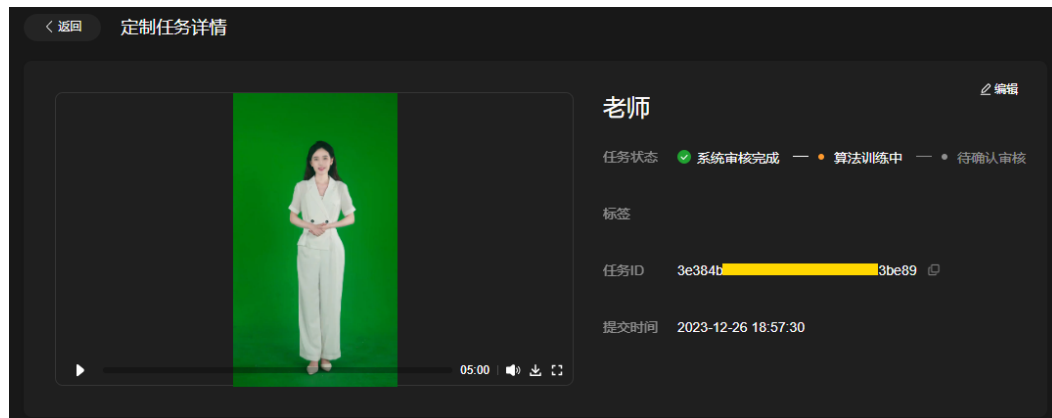 返回
定制任务详情
编辑
老师
任务状态 系统审核完成 算法训练中 待确认审核
标签
任务ID 3e384b 3be89
提交时间 2023-12-26 18:57:30
05:00